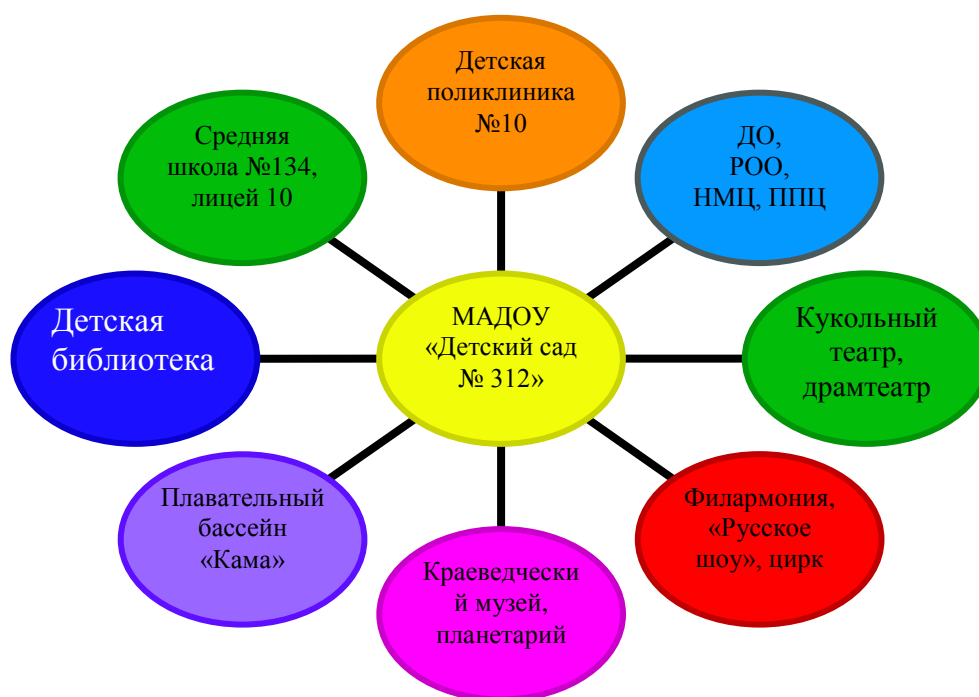 Детская
поликлиника
№10
Средняя
школа №134,
лицей 10
ДО,
РОО,
НМЦ, ППЦ
Детская
библиотека
МАДОУ
«Детский сад
№ 312»
Кукольный
театр,
драмтеатр
Плавательный
бассейн
«Кама»
Филармония,
«Русское
шоу», цирк
Краеведчески
й музей,
планетарий